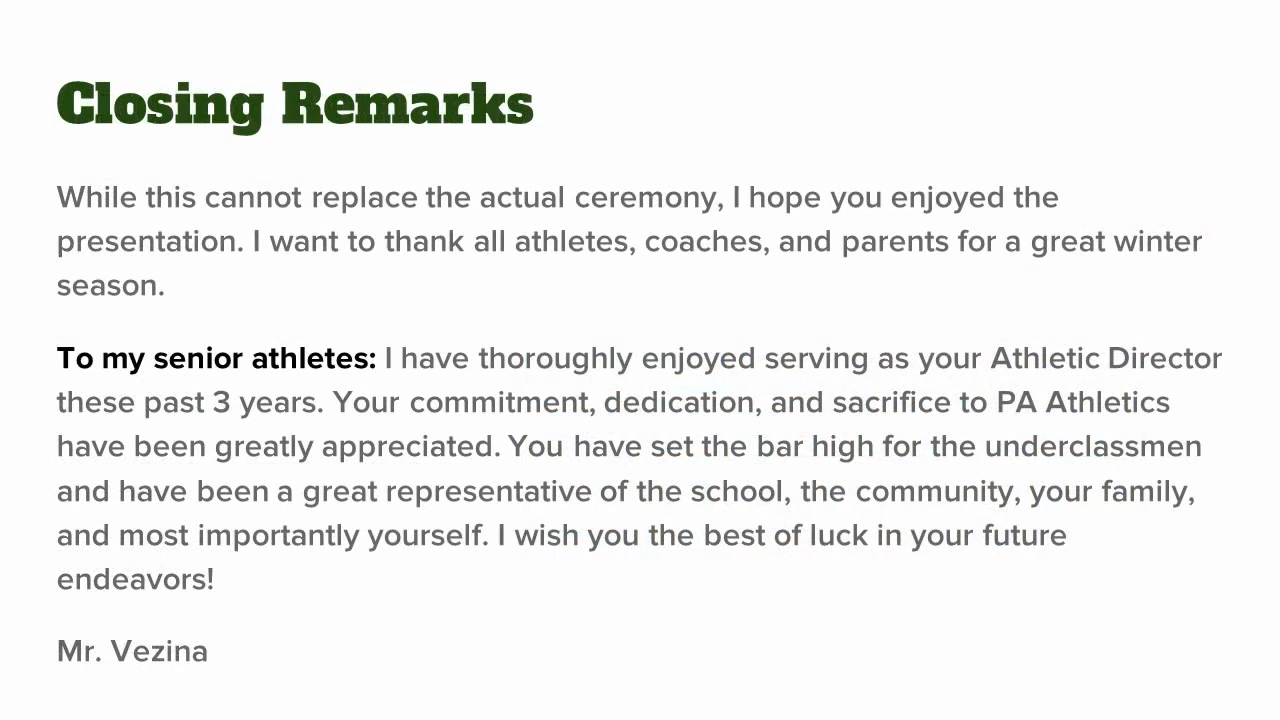 Closing Remarks
While this cannot replace the actual ceremony, I hope you enjoyed the
presentation. I want to thank all athletes, coaches, and parents for a great winter
season.
To my senior athletes: I have thoroughly enjoyed serving as your Athletic Director
these past 3 years. Your commitment, dedication, and sacrifice to PA Athletics
have been greatly appreciated. You have set the bar high for the underclassmen
and have been a great representative of the school, the community, your family,
and most importantly yourself. I wish you the best of luck in your future
endeavors!
Mr. Vezina